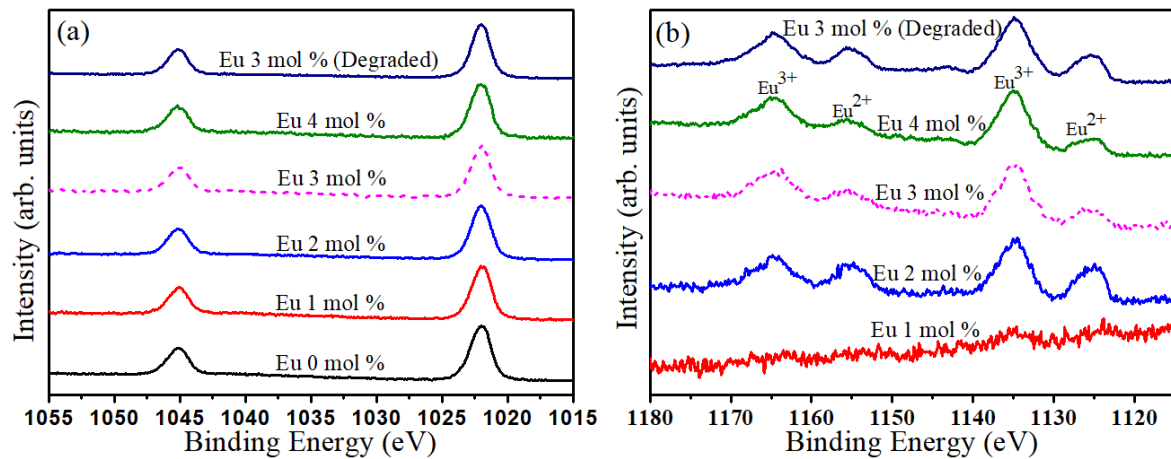 (a)
Eu 3 mol % (Degraded)
Eu 4 mol %
Eu 3 mol %
Eu 2 mol %
Eu 1 mol %
Eu 0 mol %
Intensity (arb. units)
1055 1050 1045 1040 1035 1030 1025 1020 1015
Binding Energy (eV)
(b)
Eu 3 mol % (Degraded)
Eu3+ Eu2+ Eu3+ Eu2+
Eu 4 mol %
Eu 3 mol %
Eu 2 mol %
Eu 1 mol %
Intensity (arb. units)
1180 1170 1160 1150 1140 1130 1120
Binding Energy (eV)